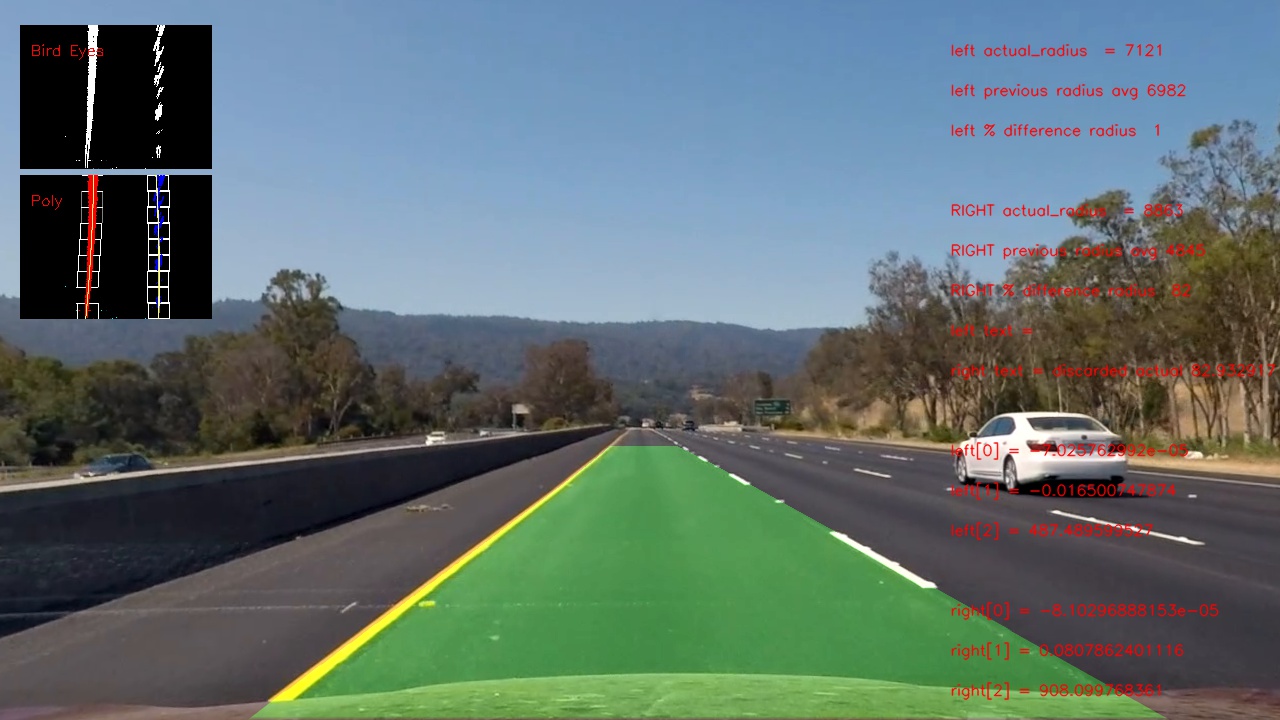 Bird Eyes
Poly
left actual_radius = 7121
left previous radius avg 6982
left % difference radius 1
RIGHT actual_radius = 8863
RIGHT previous radius avg 4845
RIGHT % difference radius 82
left text =
right text = discarded actual 82.932917
left[0] = -7.025762992e-05
left[1] = -0.016500747874
left[2] = 487.489599527
right[0] = -8.10296888153e-05
right[1] = 0.0807862401116
right[2] = 908.099768361